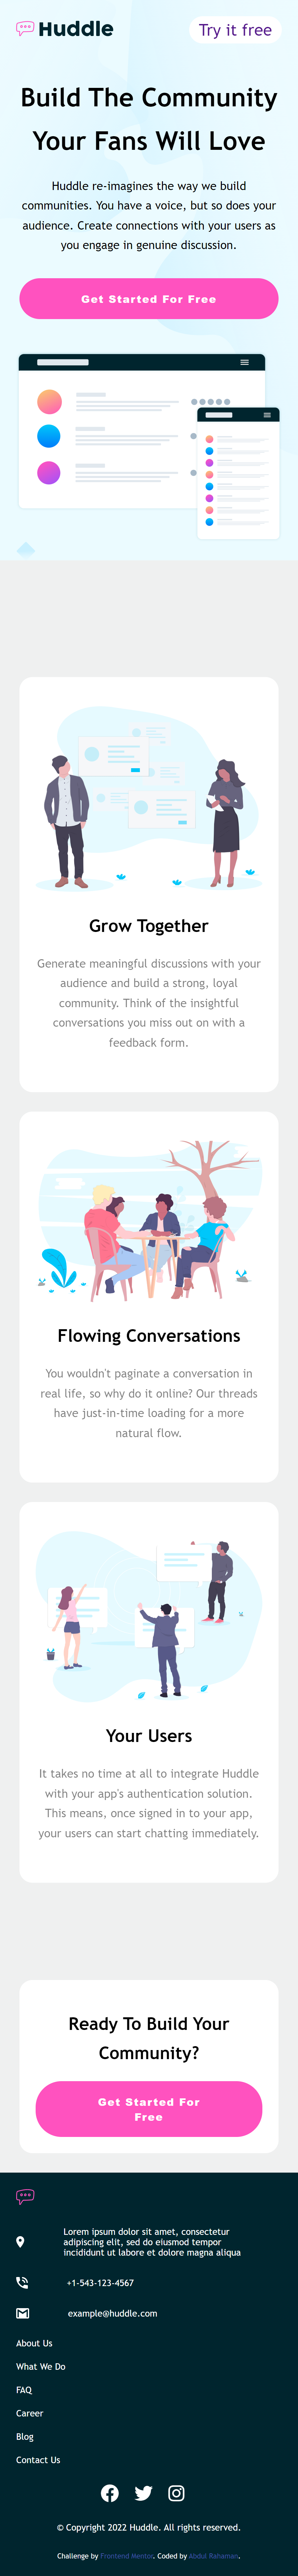 Huddle
Try it free
Build The Community
Your Fans Will Love
Huddle re-imagines the way we build
communities. You have a voice, but so does your
audience. Create connections with your users as
you engage in genuine discussion.
Get Started For Free
Grow Together
Generate meaningful discussions with your
audience and build a strong, loyal
community. Think of the insightful
conversations you miss out on with a
feedback form.
Flowing Conversations
You wouldn't paginate a conversation in
real life, so why do it online? Our threads
have just-in-time loading for a more
natural flow.
Your Users
It takes no time at all to integrate Huddle
with your app's authentication solution.
This means, once signed in to your app,
your users can start chatting immediately.
Ready To Build Your
Community?
Get Started For
Free
Lorem ipsum dolor sit amet, consectetur
adipiscing elit, sed do eiusmod tempor
incididunt ut labore et dolore magna aliqua
+1-543-123-4567
example@huddle.com
About Us
What We Do
FAQ
Career
Blog
Contact Us
© Copyright 2022 Huddle. All rights reserved.
Challenge by Frontend Mentor. Coded by Abdul Rahaman.